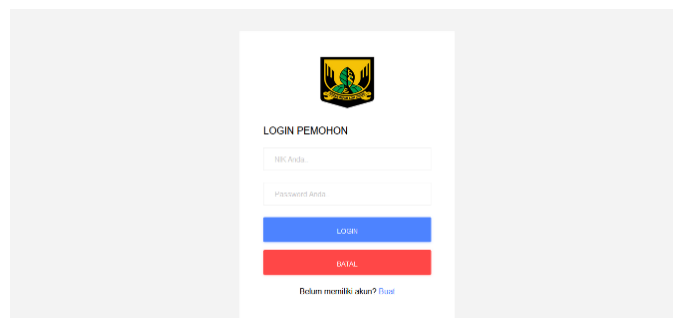 LOGIN PEMOHON
NIK Anda..
Password Anda..
LOGIN
BATAL
Belum memiliki akun? Buat